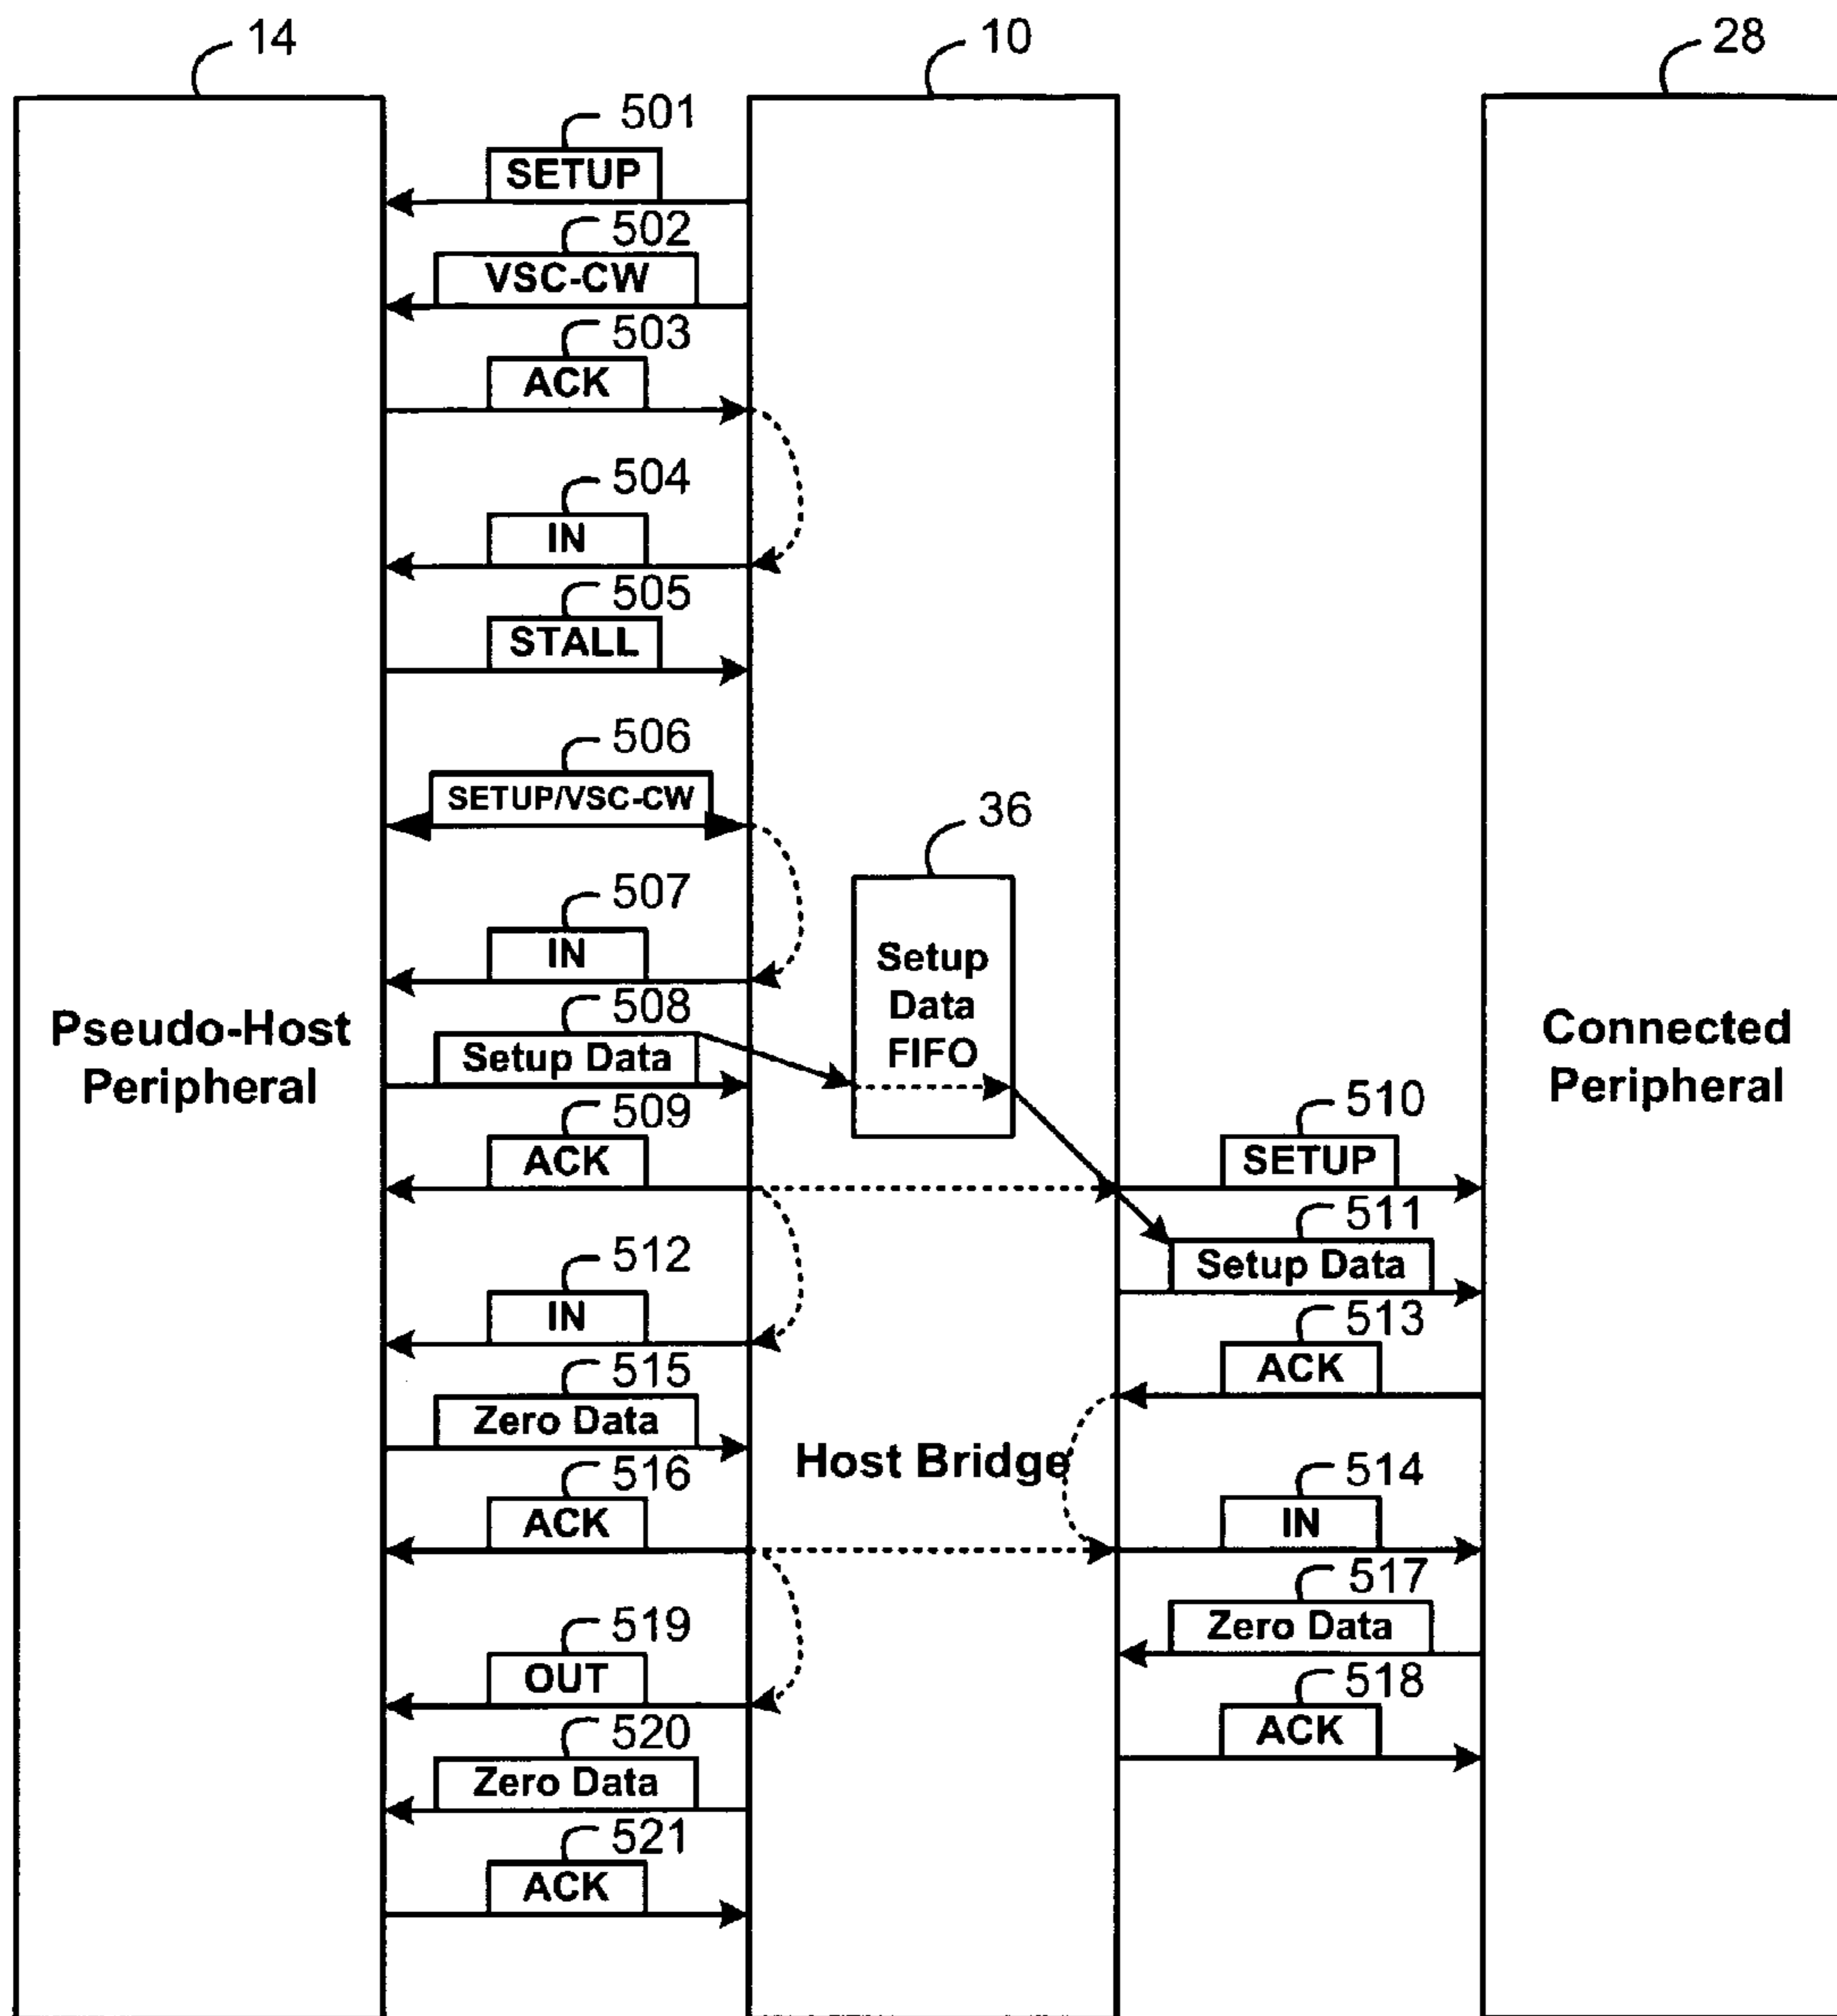 14
10
28
501
SETUP
502
VSC-CW
503
ACK
504
IN
505
STALL
506
SETUP/VSC-CW
36
507
IN
Setup
Data
FIFO
508
Setup Data
Pseudo-Host
Peripheral
Connected
Peripheral
509
ACK
510
SETUP
511
Setup Data
512
IN
513
ACK
515
Zero Data
Host Bridge
516
ACK
514
IN
517
Zero Data
519
OUT
518
ACK
520
Zero Data
521
ACK